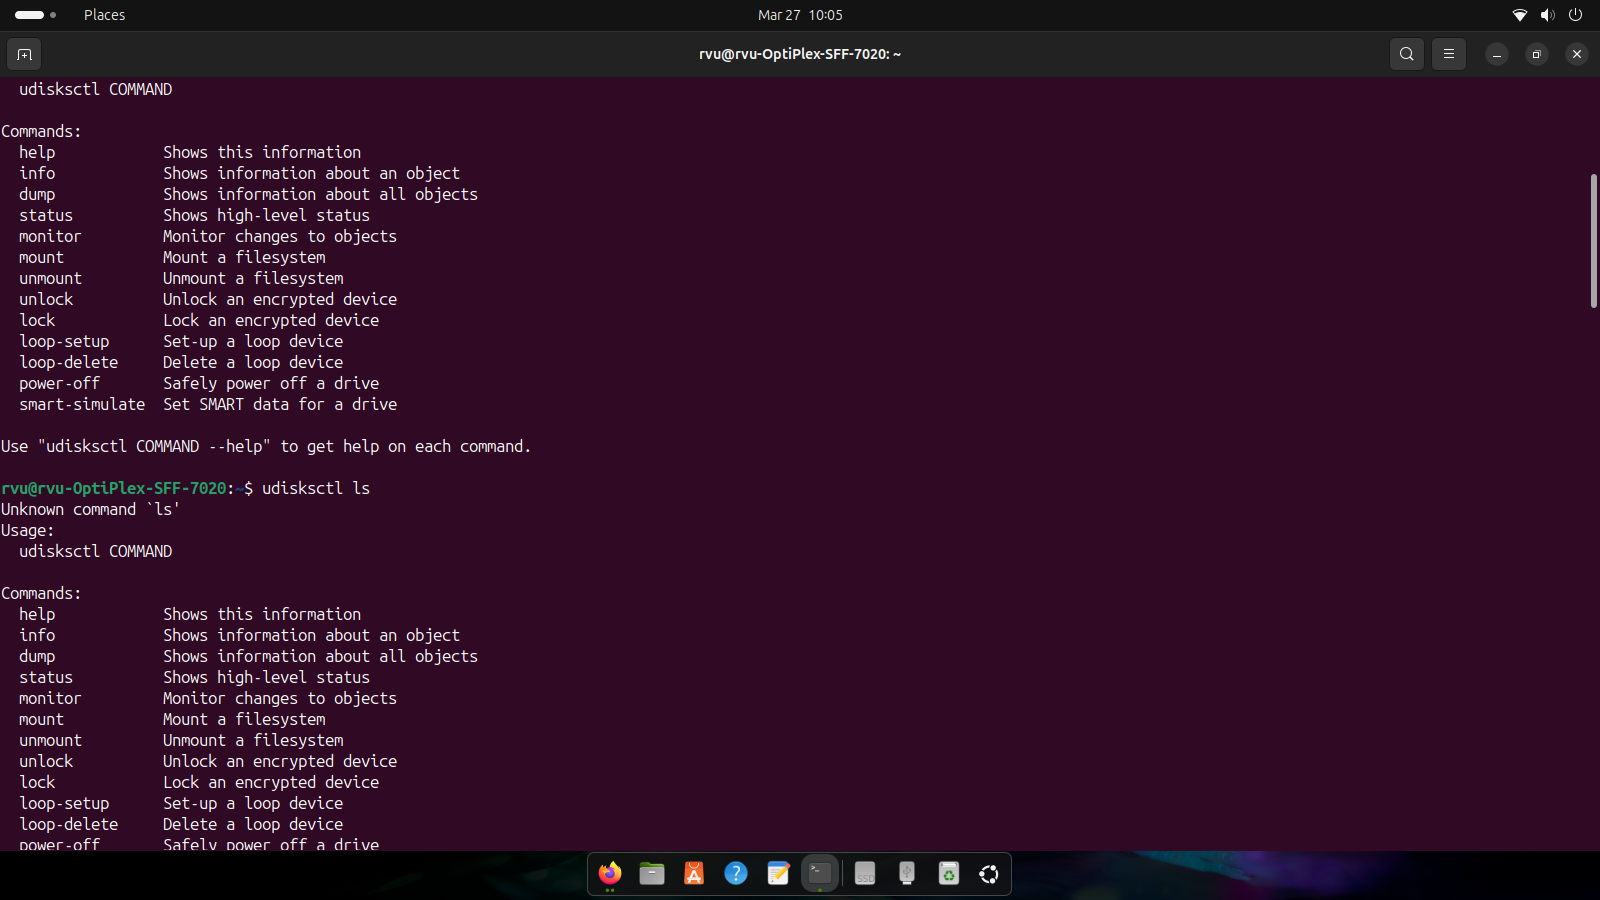 Places
Mar 27 10:05
rvu@rvu-OptiPlex-SFF-7020: ~
udisksctl COMMAND
Commands:
help Shows this information
info Shows information about an object
dump Shows information about all objects
status Shows high-level status
monitor Monitor changes to objects
mount Mount a filesystem
unmount Unmount a filesystem
unlock Unlock an encrypted device
lock Lock an encrypted device
loop-setup Set-up a loop device
loop-delete Delete a loop device
power-off Safely power off a drive
smart-simulate Set SMART data for a drive
Use "udisksctl COMMAND --help" to get help on each command.
rvu@rvu-OptiPlex-SFF-7020:~$ udisksctl ls
Unknown command `ls'
Usage:
udisksctl COMMAND
Commands:
help Shows this information
info Shows information about an object
dump Shows information about all objects
status Shows high-level status
monitor Monitor changes to objects
mount Mount a filesystem
unmount Unmount a filesystem
unlock Unlock an encrypted device
lock Lock an encrypted device
loop-setup Set-up a loop device
loop-delete Delete a loop device
power-off Safely power off a drive
SSD